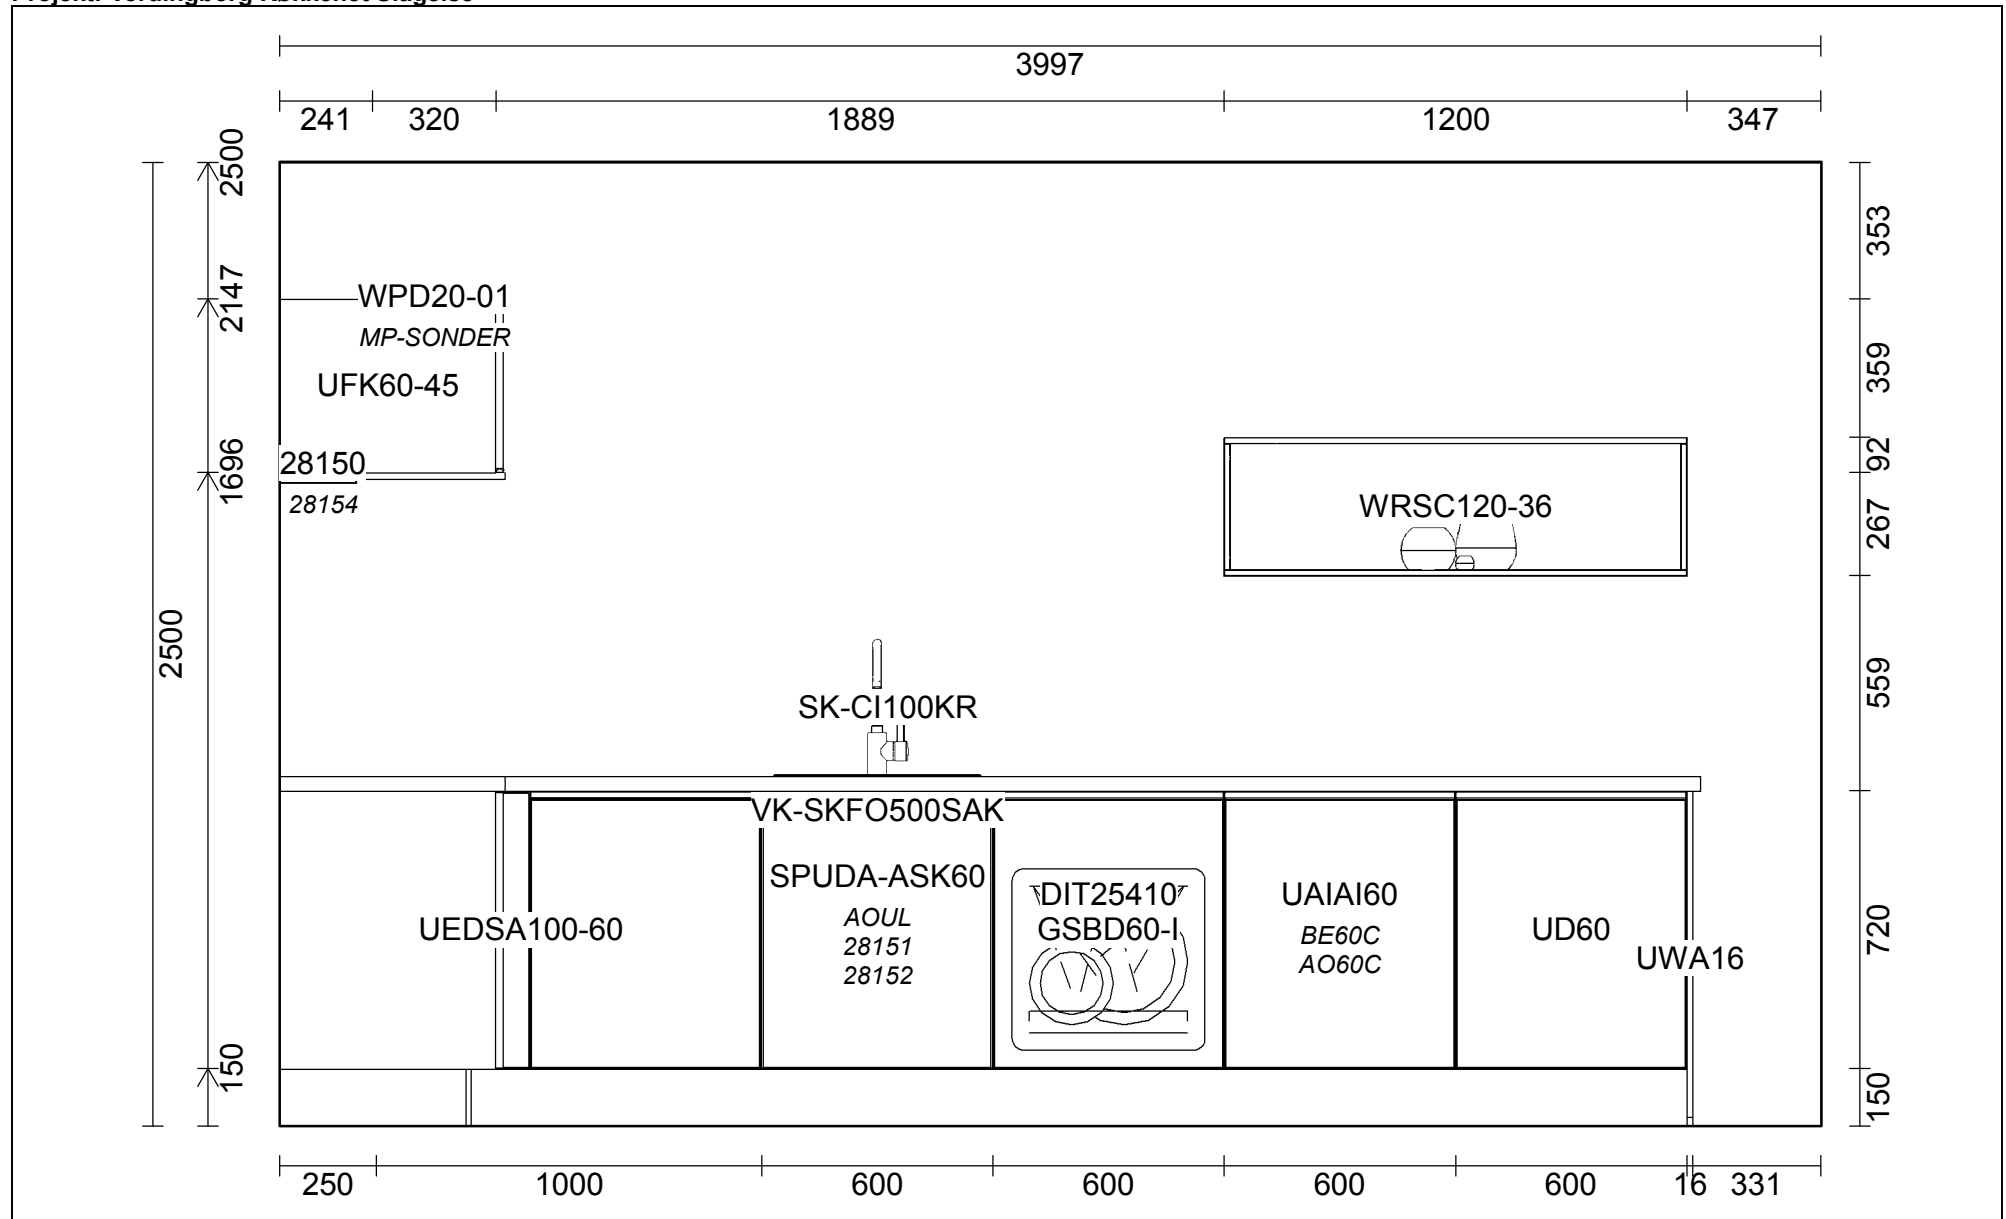 3997
241 320 1889 1200 347
2500
2147
1696
150
2500
353
359
92
267
559
720
150
WPD20-01
MP-SONDER
UFK60-45
28150
28154
WRSC120-36
SK-CI100KR
VK-SKFO500SAK
SPUDA-ASK60
AOUL
28151
28152
UEDSA100-60
DIT25410
GSBD60-I
UAIAI60
BE60C
AO60C
UD60
UWA16
250 1000 600 600 600 600 16 331